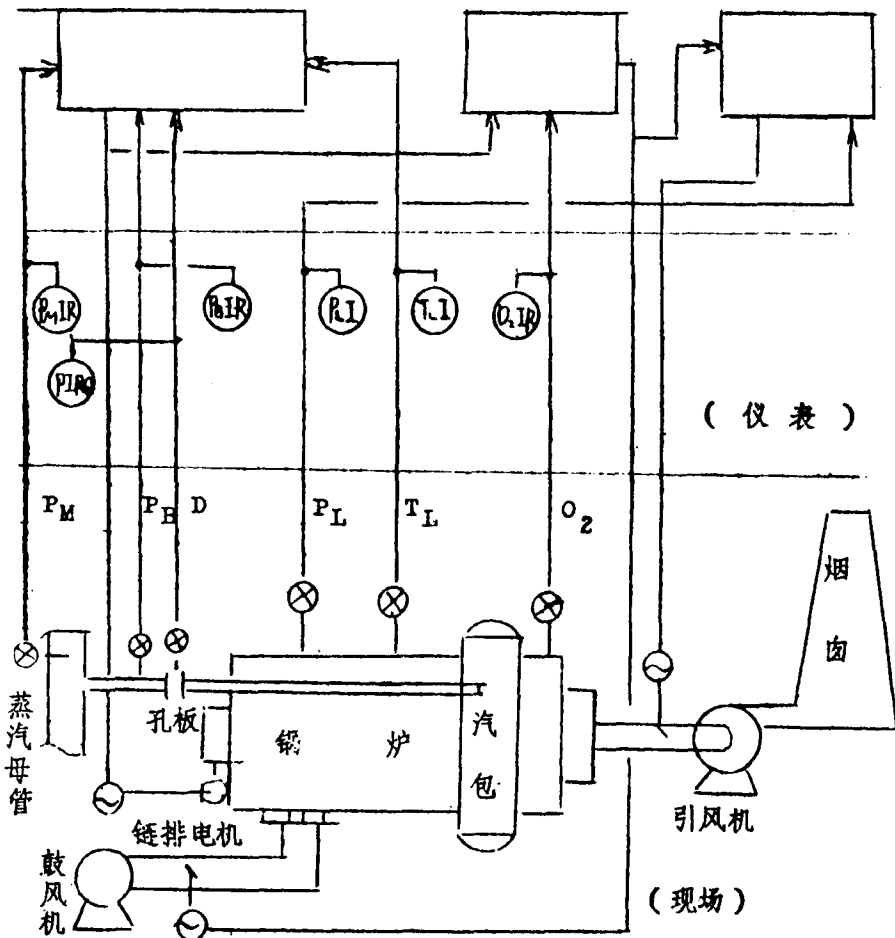 PMIR
PBIR
PLI
TLI
O2IR
(仪表)
PM
PB
D
PL
TL
O2
烟囱
蒸汽母管
孔板
锅炉
汽包
链排电机
引风机
鼓风机
(现场)